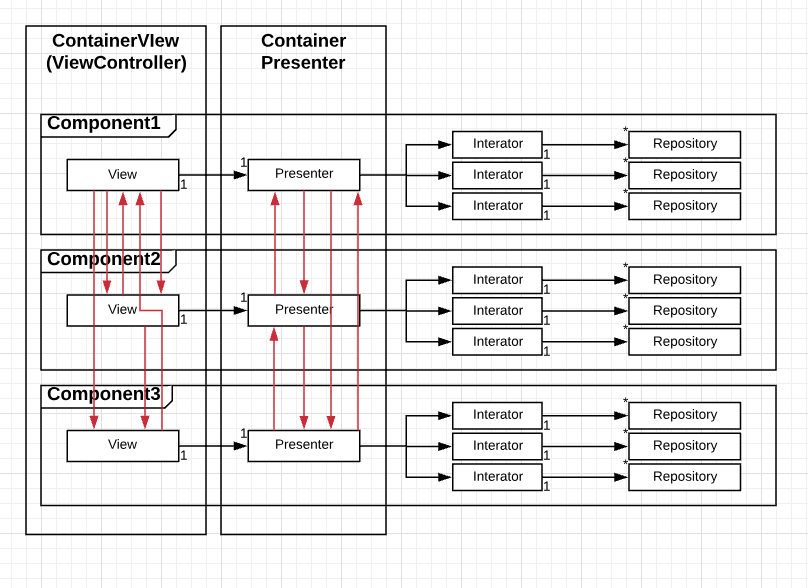 ContainerVIew
(ViewController)
Container
Presenter
Component1
View
1
1
Presenter
Interator
1
*
Repository
Interator
1
*
Repository
Interator
1
*
Repository
Component2
View
1
1
Presenter
Interator
1
*
Repository
Interator
1
*
Repository
Interator
1
*
Repository
Component3
View
1
1
Presenter
Interator
1
*
Repository
Interator
1
*
Repository
Interator
1
*
Repository